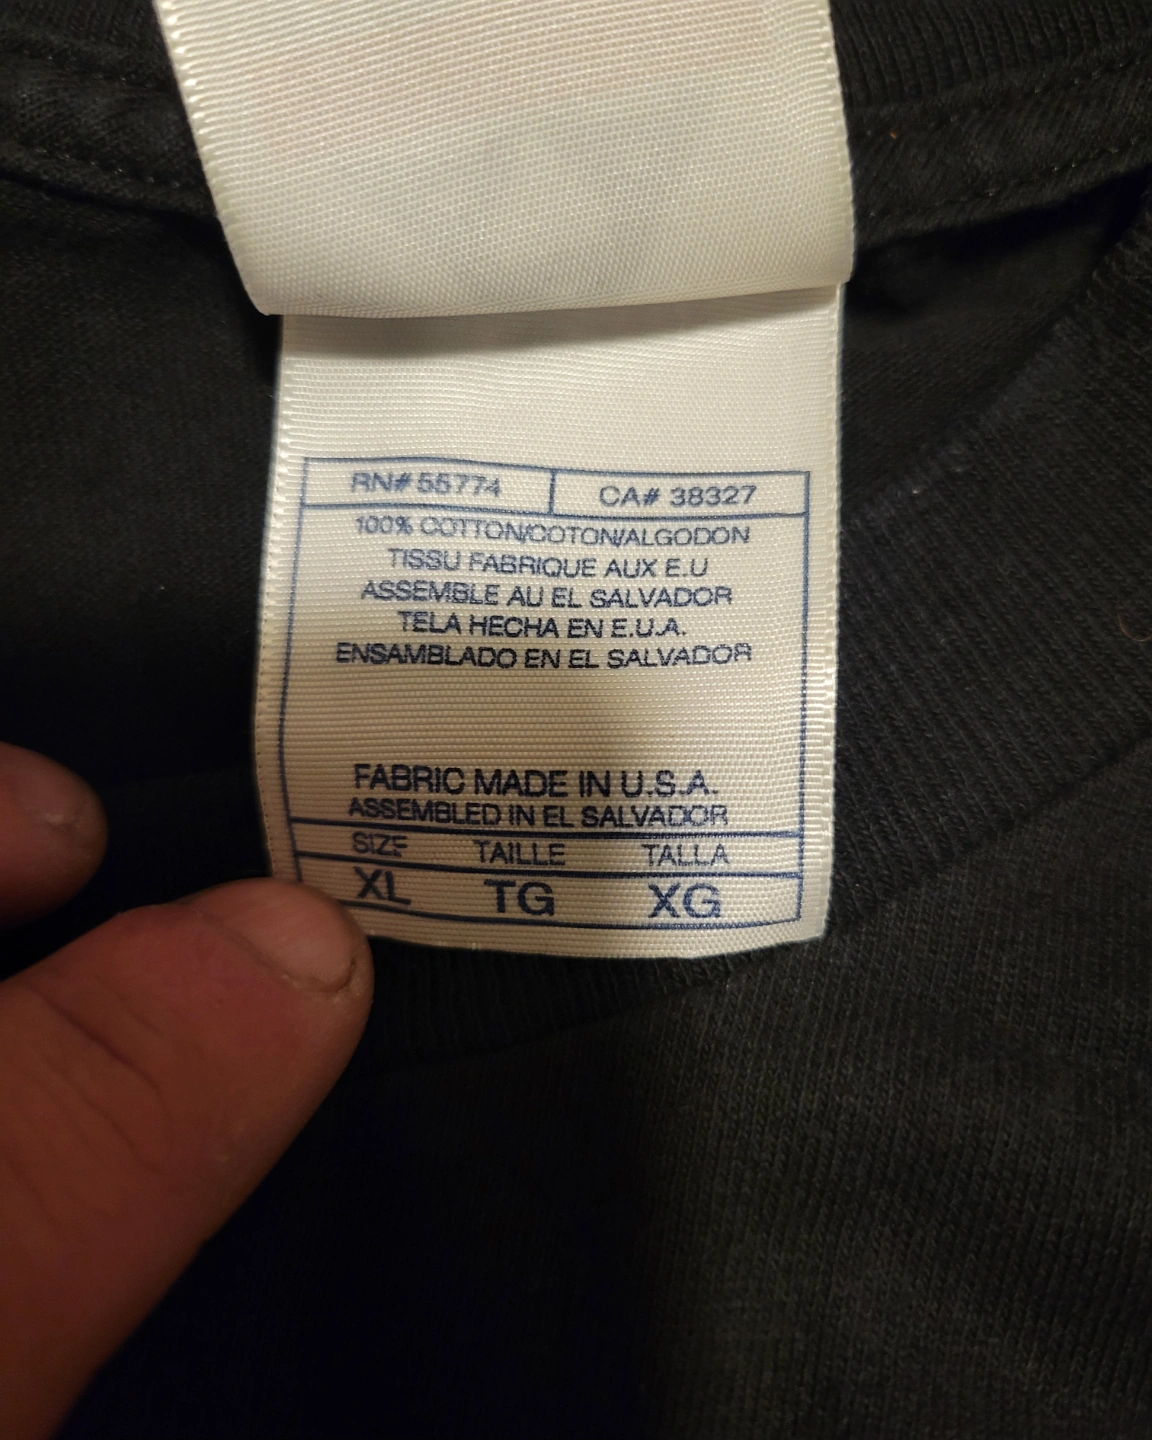 RN# 55774 CA# 38327
100% COTTON/COTON/ALGODON
TISSU FABRIQUE AUX E.U
ASSEMBLE AU EL SALVADOR
TELA HECHA EN E.U.A.
ENSAMBLADO EN EL SALVADOR
FABRIC MADE IN U.S.A.
ASSEMBLED IN EL SALVADOR
SIZE TAILLE TALLA
XL TG XG